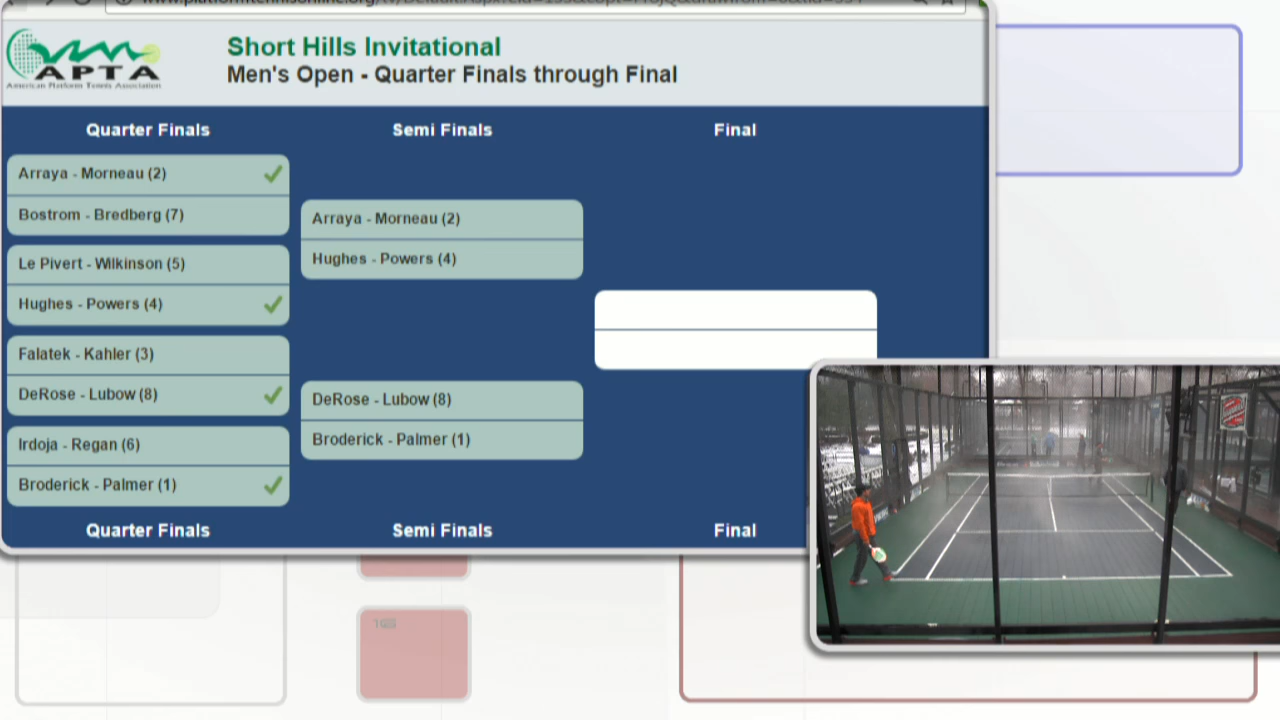 APTA
American Platform Tennis Association
Short Hills Invitational
Men's Open - Quarter Finals through Final
Quarter Finals
Semi Finals
Final
Arraya - Morneau (2)
Bostrom - Bredberg (7)
Le Pivert - Wilkinson (5)
Hughes - Powers (4)
Falatek - Kahler (3)
DeRose - Lubow (8)
Irdoja - Regan (6)
Broderick - Palmer (1)
Arraya - Morneau (2)
Hughes - Powers (4)
DeRose - Lubow (8)
Broderick - Palmer (1)
Quarter Finals
Semi Finals
Final